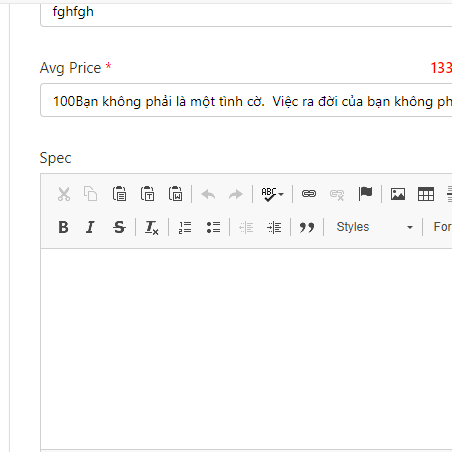 fghfgh
Avg Price * 133
100Bạn không phải là một tình cờ. Việc ra đời của bạn không ph
Spec
ABC
B I S Tx
Styles
For